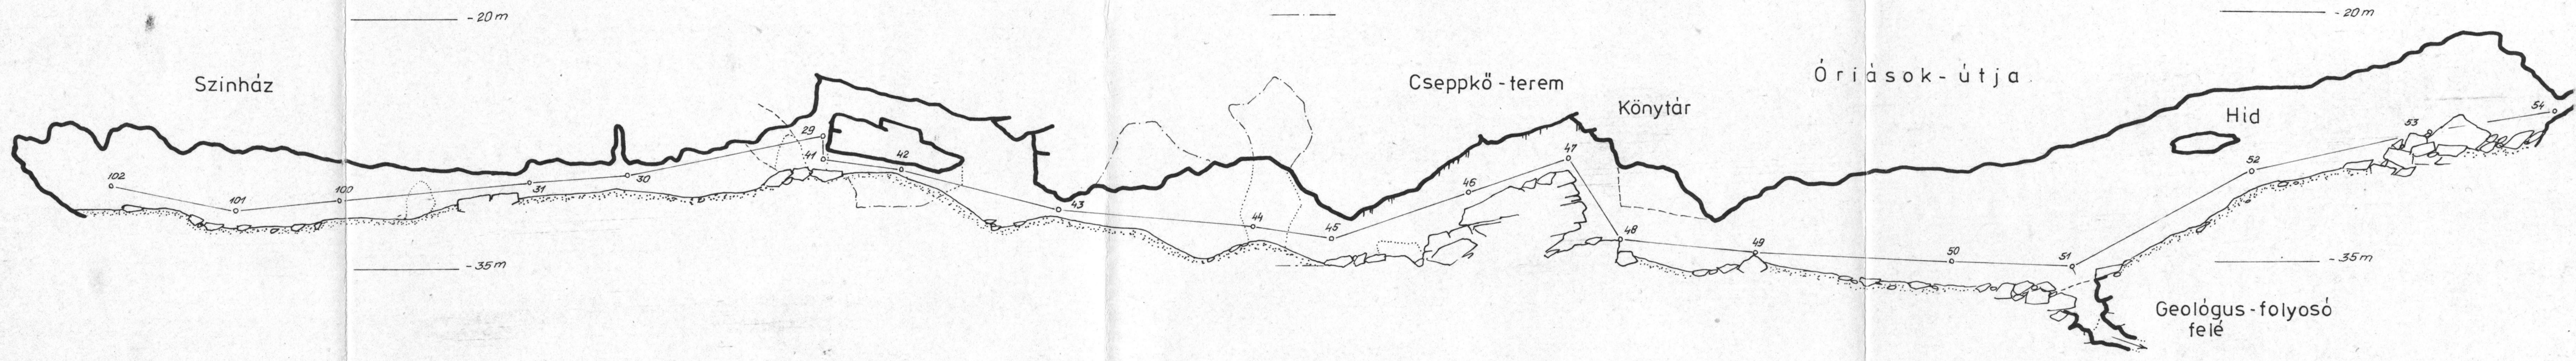 -20m
-20m
Szinház
Cseppkő-terem
Könytár
Óriások-útja
Hid
102
101
100
31
30
29
41
42
43
44
45
46
47
48
49
50
51
52
53
54
-35m
-35m
Geológus-folyosó
felé